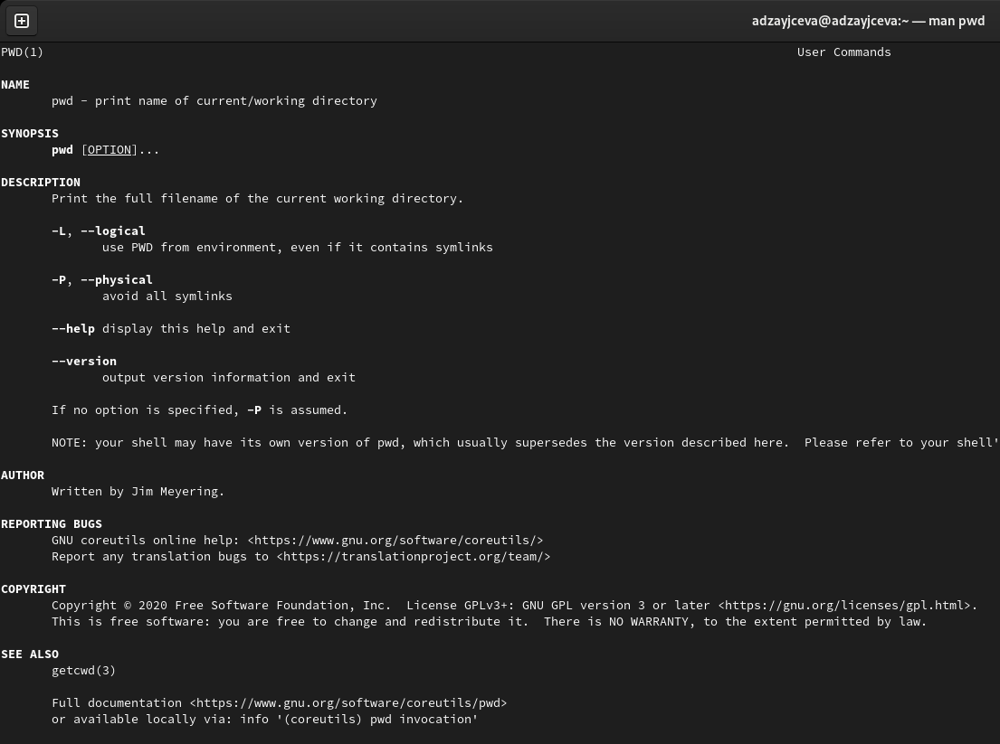 adzayjceva@adzayjceva:~ — man pwd
PWD(1) User Commands
NAME
pwd - print name of current/working directory
SYNOPSIS
pwd [OPTION]...
DESCRIPTION
Print the full filename of the current working directory.
-L, --logical
use PWD from environment, even if it contains symlinks
-P, --physical
avoid all symlinks
--help display this help and exit
--version
output version information and exit
If no option is specified, -P is assumed.
NOTE: your shell may have its own version of pwd, which usually supersedes the version described here.  Please refer to your shell'
AUTHOR
Written by Jim Meyering.
REPORTING BUGS
GNU coreutils online help: <https://www.gnu.org/software/coreutils/>
Report any translation bugs to <https://translationproject.org/team/>
COPYRIGHT
Copyright © 2020 Free Software Foundation, Inc.  License GPLv3+: GNU GPL version 3 or later <https://gnu.org/licenses/gpl.html>.
This is free software: you are free to change and redistribute it.  There is NO WARRANTY, to the extent permitted by law.
SEE ALSO
getcwd(3)
Full documentation <https://www.gnu.org/software/coreutils/pwd>
or available locally via: info '(coreutils) pwd invocation'